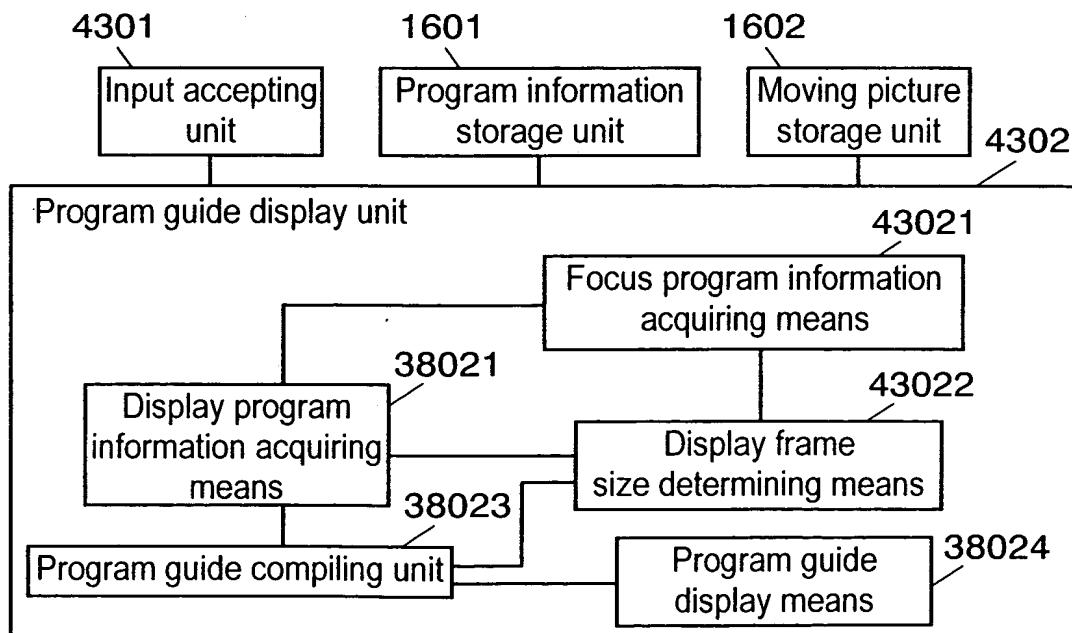 4301
1601
1602
Input accepting
unit
Program information
storage unit
Moving picture
storage unit
4302
Program guide display unit
43021
Focus program information
acquiring means
38021
43022
Display program
information acquiring
means
Display frame
size determining means
38023
Program guide compiling unit
38024
Program guide
display means